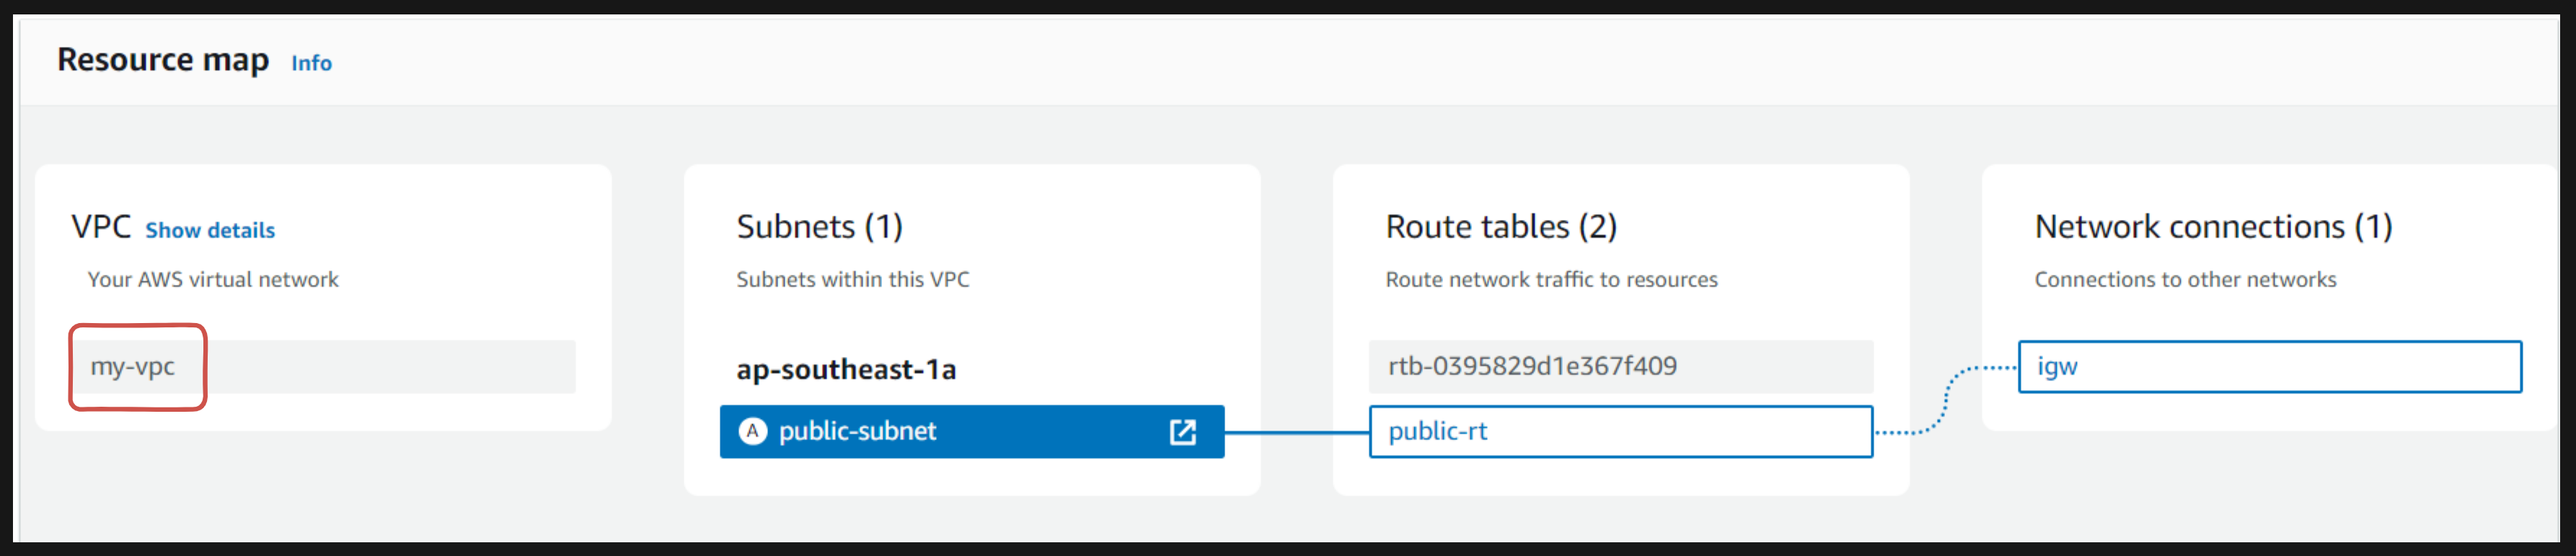 Resource map Info
VPC Show details
Your AWS virtual network
my-vpc
Subnets (1)
Subnets within this VPC
ap-southeast-1a
A public-subnet
Route tables (2)
Route network traffic to resources
rtb-0395829d1e367f409
public-rt
Network connections (1)
Connections to other networks
igw